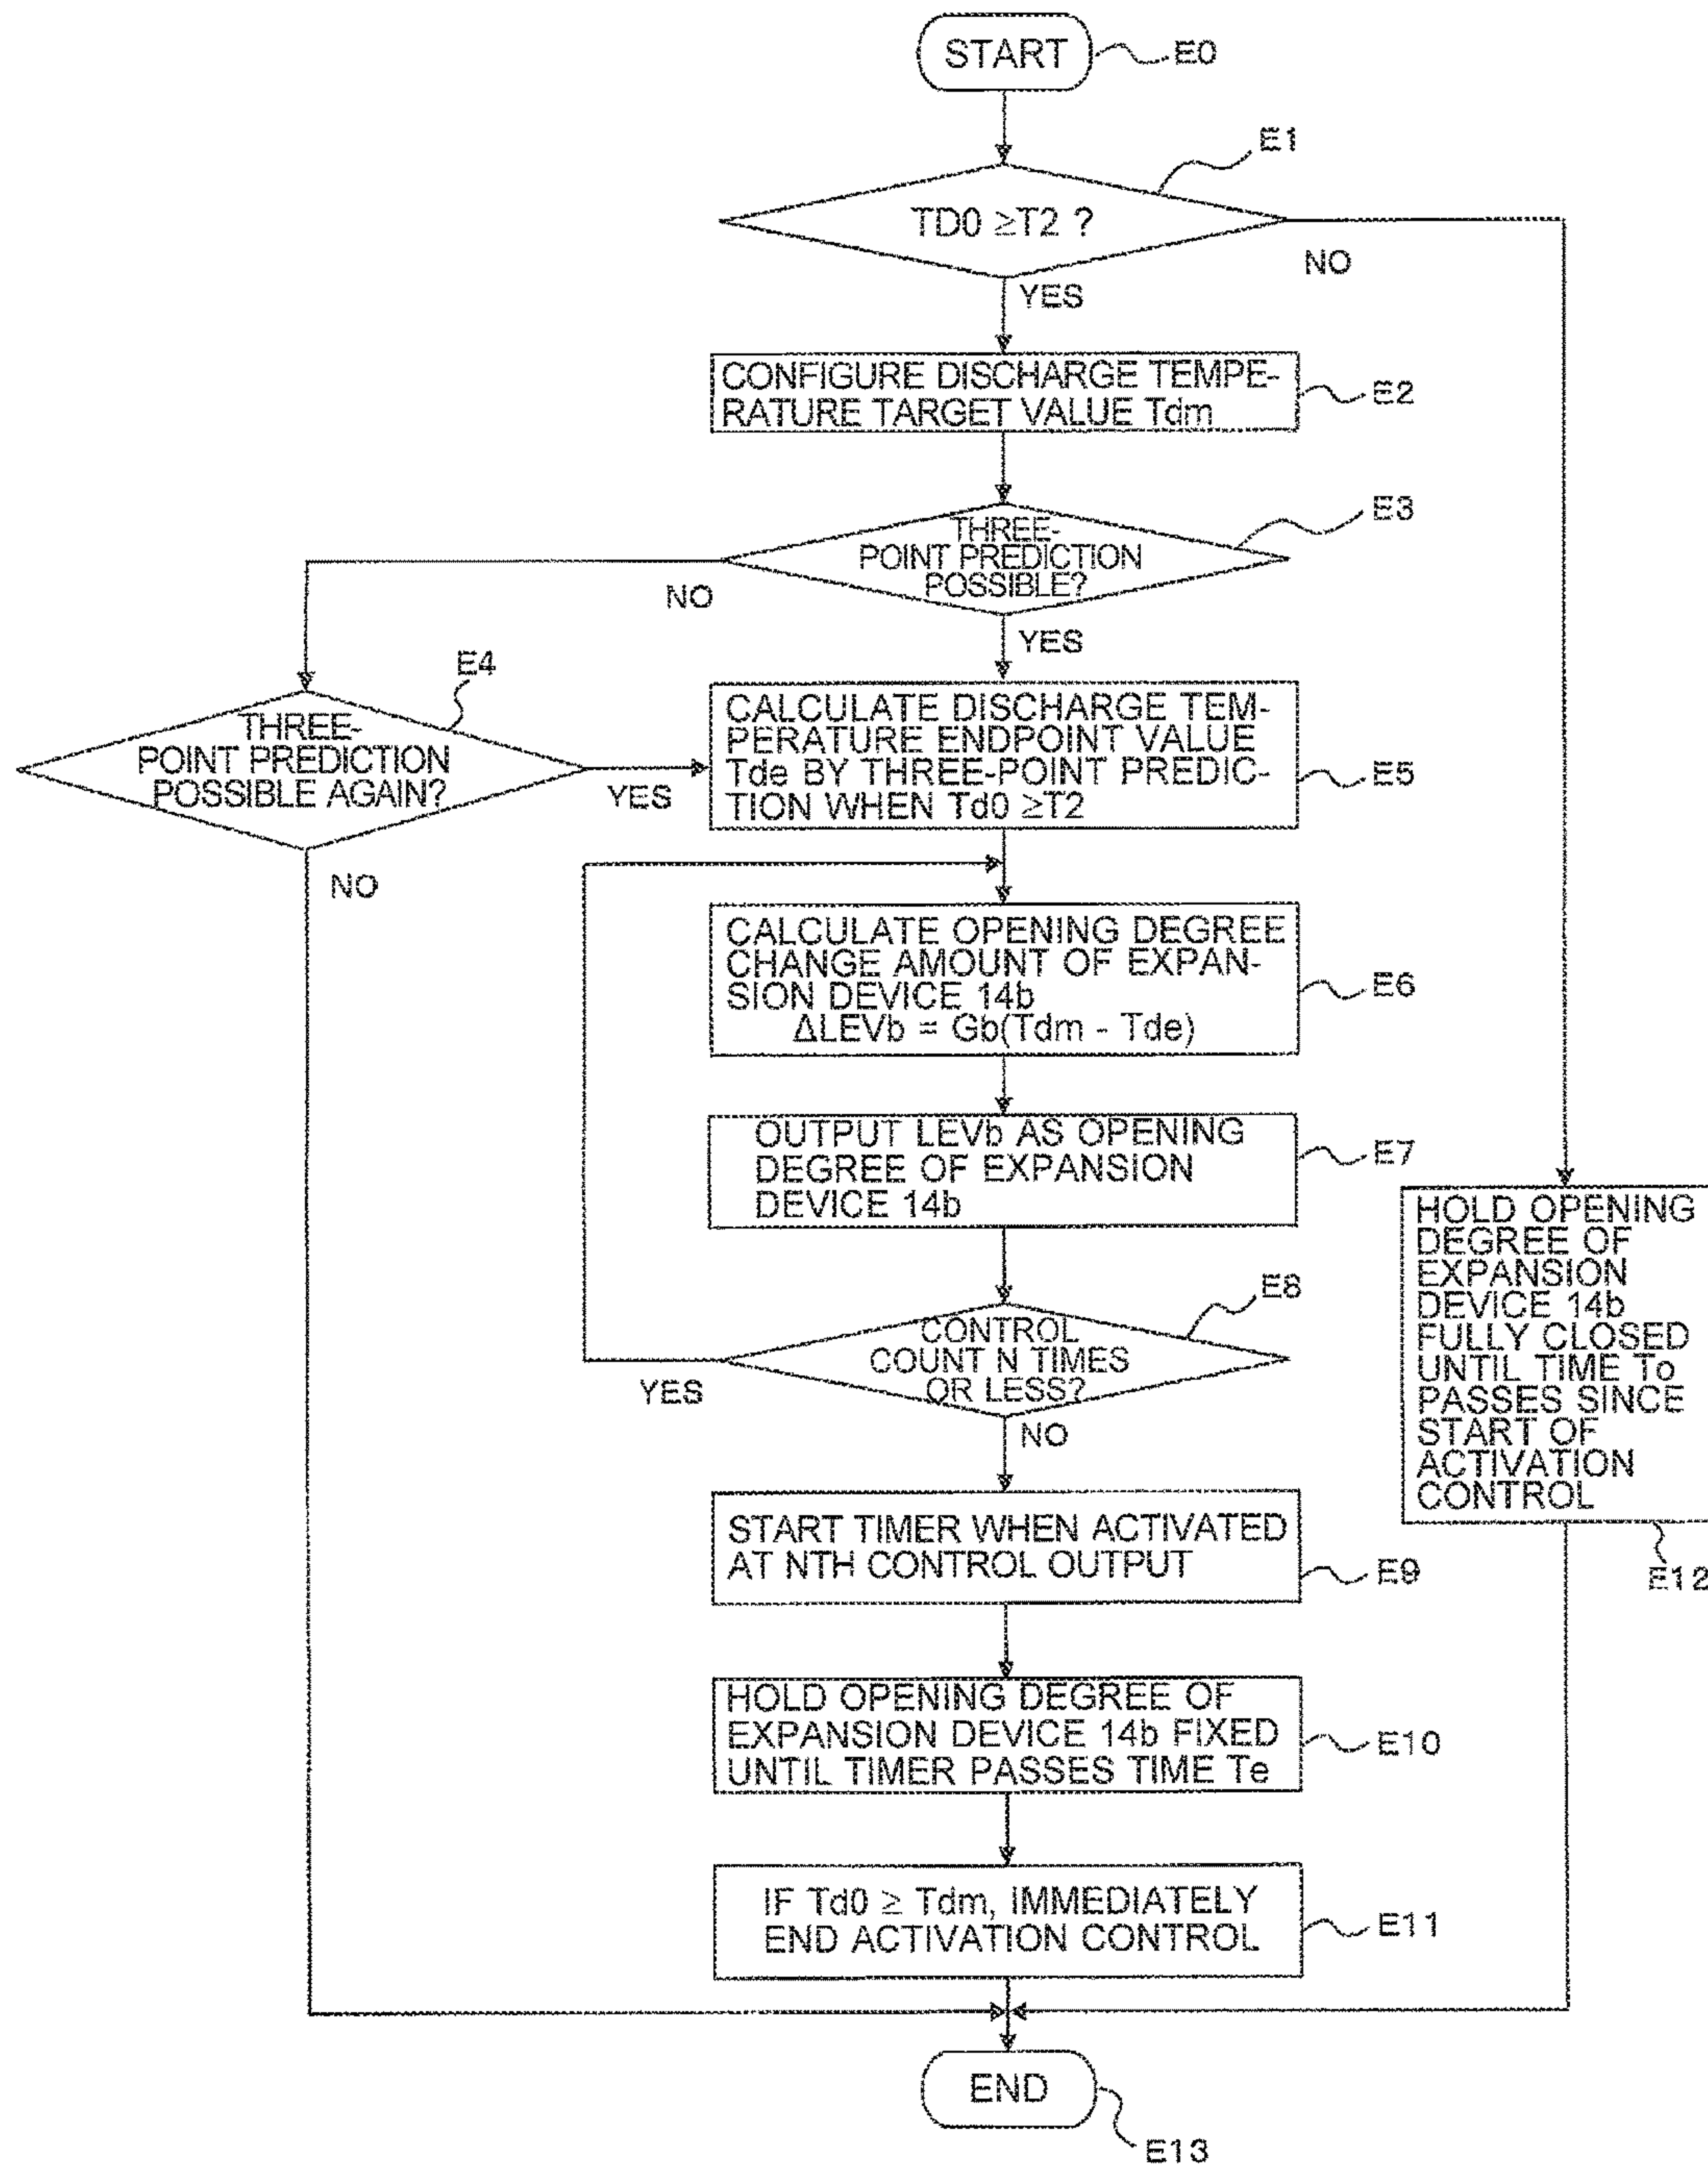 START
E0
E1
TD0 ≥T2 ?
NO
YES
CONFIGURE DISCHARGE TEMPE-
RATURE TARGET VALUE Tdm
E2
THREE-
POINT PREDICTION
POSSIBLE?
E3
NO
YES
E4
THREE-
POINT PREDICTION
POSSIBLE AGAIN?
YES
NO
CALCULATE DISCHARGE TEM-
PERATURE ENDPOINT VALUE
Tde BY THREE-POINT PREDIC-
TION WHEN Td0 ≥T2
E5
CALCULATE OPENING DEGREE
CHANGE AMOUNT OF EXPAN-
SION DEVICE 14b
ΔLEVb = Gb(Tdm - Tde)
E6
OUTPUT LEVb AS OPENING
DEGREE OF EXPANSION
DEVICE 14b
E7
E8
CONTROL
COUNT N TIMES
OR LESS?
YES
NO
START TIMER WHEN ACTIVATED
AT NTH CONTROL OUTPUT
E9
HOLD OPENING DEGREE OF
EXPANSION DEVICE 14b FIXED
UNTIL TIMER PASSES TIME Te
E10
IF Td0 ≥ Tdm, IMMEDIATELY
END ACTIVATION CONTROL
E11
HOLD OPENING
DEGREE OF
EXPANSION
DEVICE 14b
FULLY CLOSED
UNTIL TIME To
PASSES SINCE
START OF
ACTIVATION
CONTROL
E12
END
E13